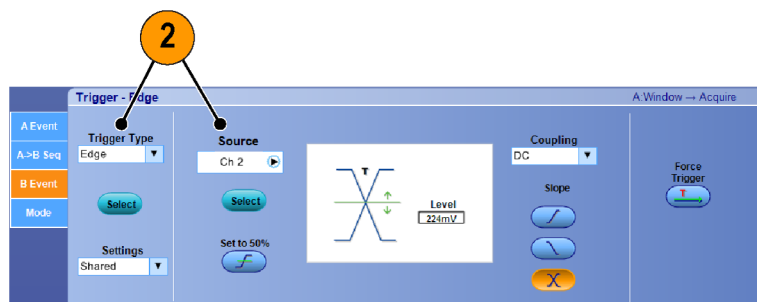 2
Trigger - Edge
A:Window → Acquire
A Event
A->B Seq
B Event
Mode
Trigger Type
Edge
Select
Settings
Shared
Source
Ch 2
Select
Set to 50%
T
Level
224mV
Coupling
DC
Slope
Force
Trigger
T